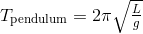 T_pendulum = 2π√(L/g)